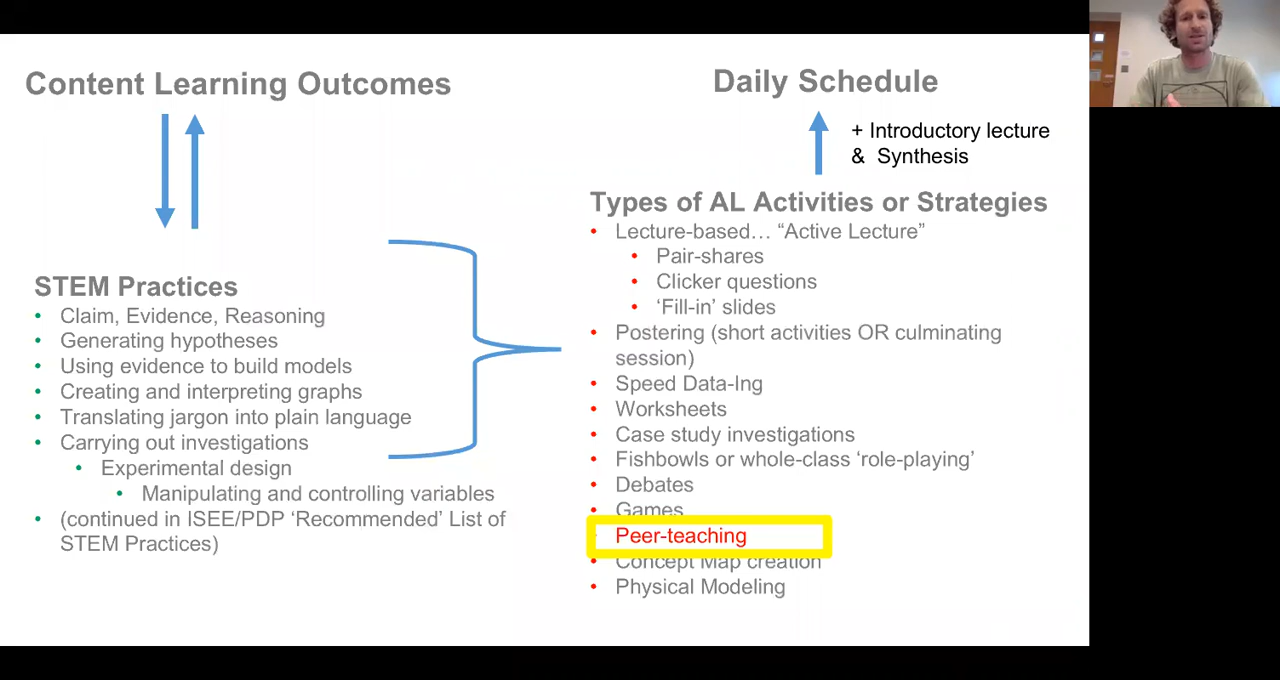 Content Learning Outcomes
STEM Practices
• Claim, Evidence, Reasoning
• Generating hypotheses
• Using evidence to build models
• Creating and interpreting graphs
• Translating jargon into plain language
• Carrying out investigations
• Experimental design
• Manipulating and controlling variables
• (continued in ISEE/PDP ‘Recommended’ List of
STEM Practices)
Daily Schedule
+ Introductory lecture
& Synthesis
Types of AL Activities or Strategies
• Lecture-based… “Active Lecture”
• Pair-shares
• Clicker questions
• ‘Fill-in’ slides
• Postering (short activities OR culminating
session)
• Speed Data-Ing
• Worksheets
• Case study investigations
• Fishbowls or whole-class ‘role-playing’
• Debates
• Games
• Peer-teaching
• Concept Map creation
• Physical Modeling